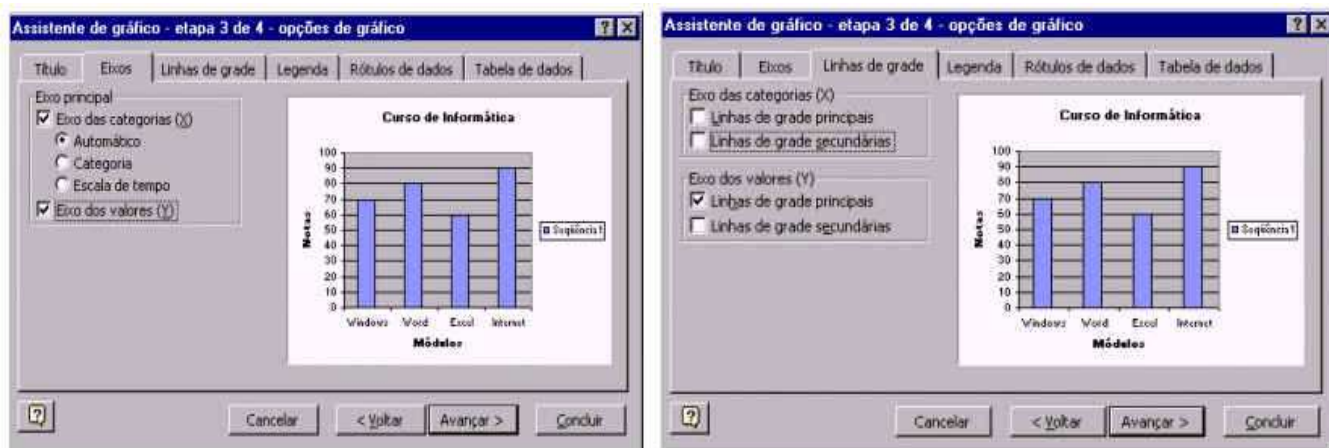 Assistente de gráfico - etapa 3 de 4 - opções de gráfico
Título Eixos Linhas de grade Legenda Rótulos de dados Tabela de dados
Eixo principal
Eixo das categorias (X)
Automático
Categoria
Escala de tempo
Eixo dos valores (Y)
Curso de Informática
100
90
80
70
60
50
40
30
20
10
0
Notas
Windows Word Excel Internet
Módulos
Seqüência1
Cancelar < Voltar Avançar > Concluir
Assistente de gráfico - etapa 3 de 4 - opções de gráfico
Título Eixos Linhas de grade Legenda Rótulos de dados Tabela de dados
Eixo das categorias (X)
Linhas de grade principais
Linhas de grade secundárias
Eixo dos valores (Y)
Linhas de grade principais
Linhas de grade secundárias
Curso de Informática
100
90
80
70
60
50
40
30
20
10
0
Notas
Windows Word Excel Internet
Módulos
Seqüência1
Cancelar < Voltar Avançar > Concluir